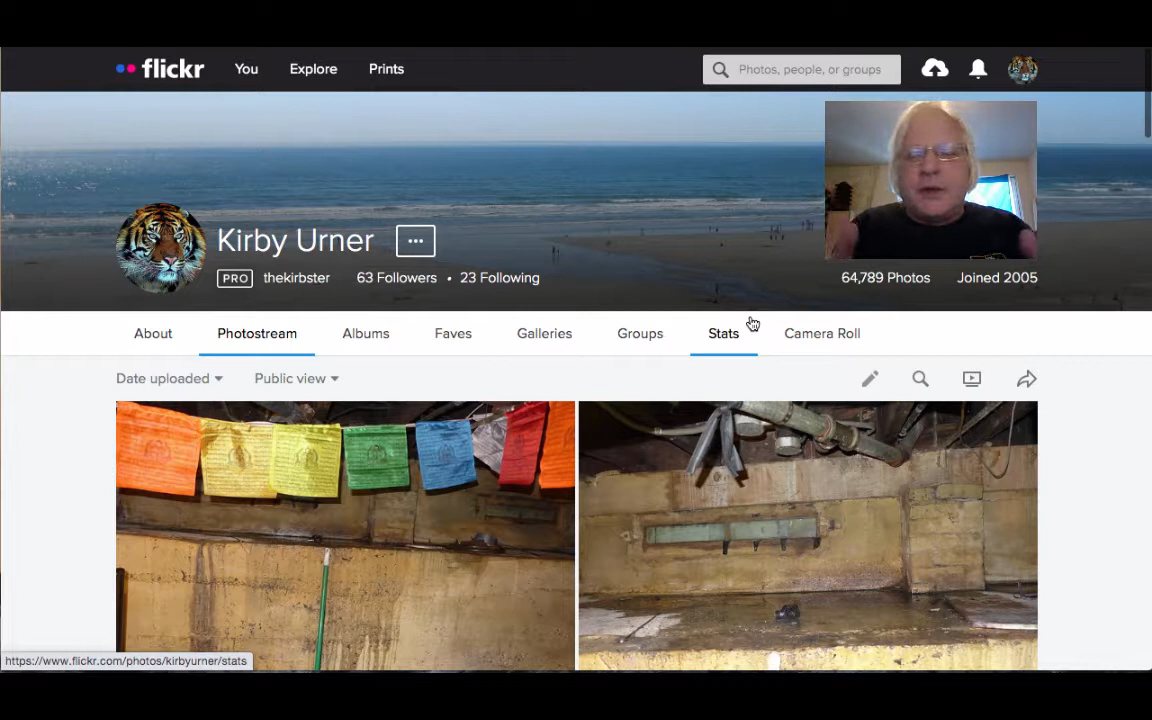 flickr You Explore Prints Photos, people, or groups
Kirby Urner ...
PRO thekirbster 63 Followers • 23 Following 64,789 Photos Joined 2005
About Photostream Albums Faves Galleries Groups Stats Camera Roll
Date uploaded Public view
https://www.flickr.com/photos/kirbyurner/stats